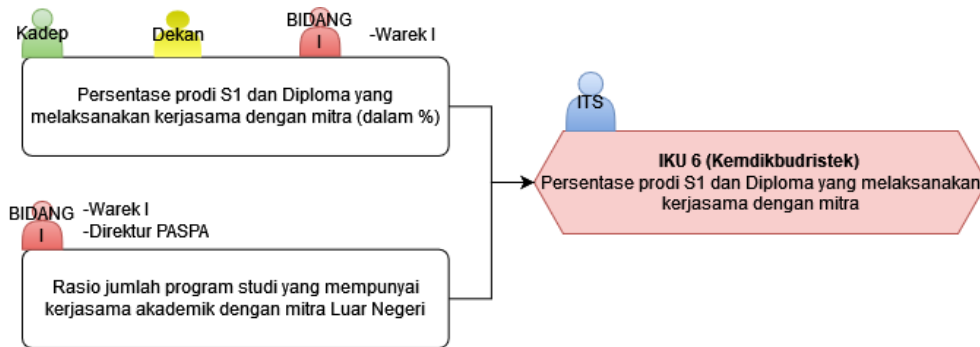 Kadep
Dekan
BIDANG
I
-Warek I
Persentase prodi S1 dan Diploma yang
melaksanakan kerjasama dengan mitra (dalam %)
ITS
IKU 6 (Kemdikbudristek)
Persentase prodi S1 dan Diploma yang melaksanakan
kerjasama dengan mitra
BIDANG
I
-Warek I
-Direktur PASPA
Rasio jumlah program studi yang mempunyai
kerjasama akademik dengan mitra Luar Negeri